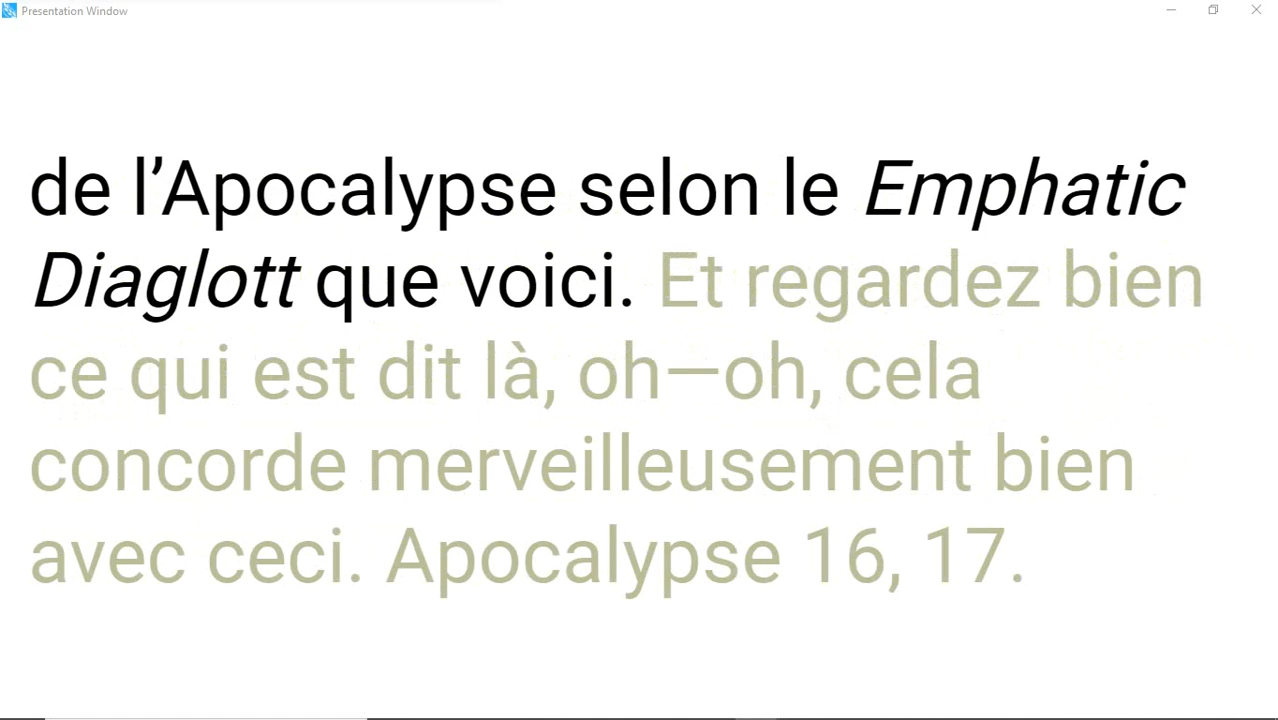 Presentation Window
de l’Apocalypse selon le Emphatic
Diaglott que voici. Et regardez bien
ce qui est dit là, oh—oh, cela
concorde merveilleusement bien
avec ceci. Apocalypse 16, 17.